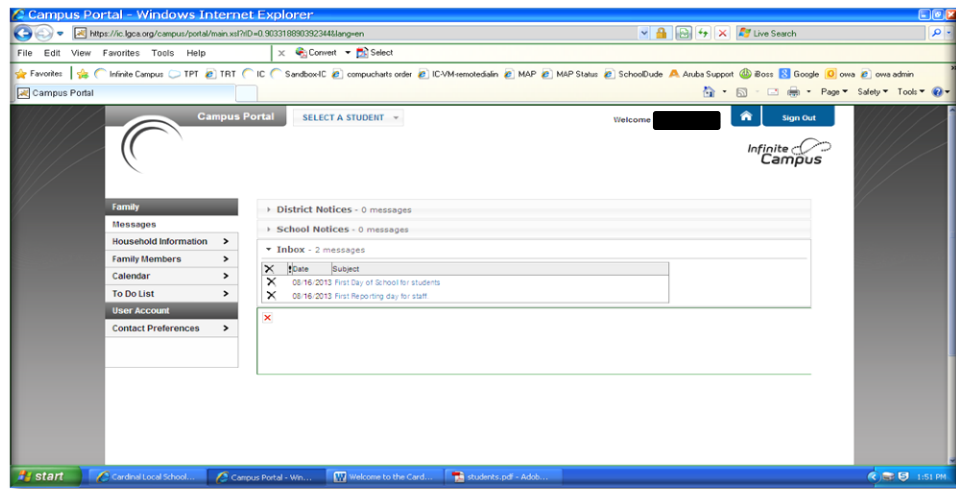 Campus Portal - Windows Internet Explorer
https://ic.lgca.org/campus/portal/main.xsl?rID=0.903318890392344&lang=en
Live Search
File Edit View Favorites Tools Help
x Convert Select
Favorites Infinite Campus TPT TRT IC Sandbox-IC compucharts order IC-VM-remotedialin MAP MAP Status SchoolDude Aruba Support Boss Google owa owa admin
Campus Portal
Page Safety Tools
Campus Portal SELECT A STUDENT Welcome Sign Out
Infinite
Campus
Family
Messages
Household Information >
Family Members >
Calendar >
To Do List >
User Account
Contact Preferences >
District Notices - 0 messages
School Notices - 0 messages
Inbox - 2 messages
! Date Subject
08/16/2013 First Day of School for students
08/16/2013 First Reporting day for staff
start Cardinal Local School... Campus Portal - Win... Welcome to the Card... students.pdf - Adob... 1:51 PM